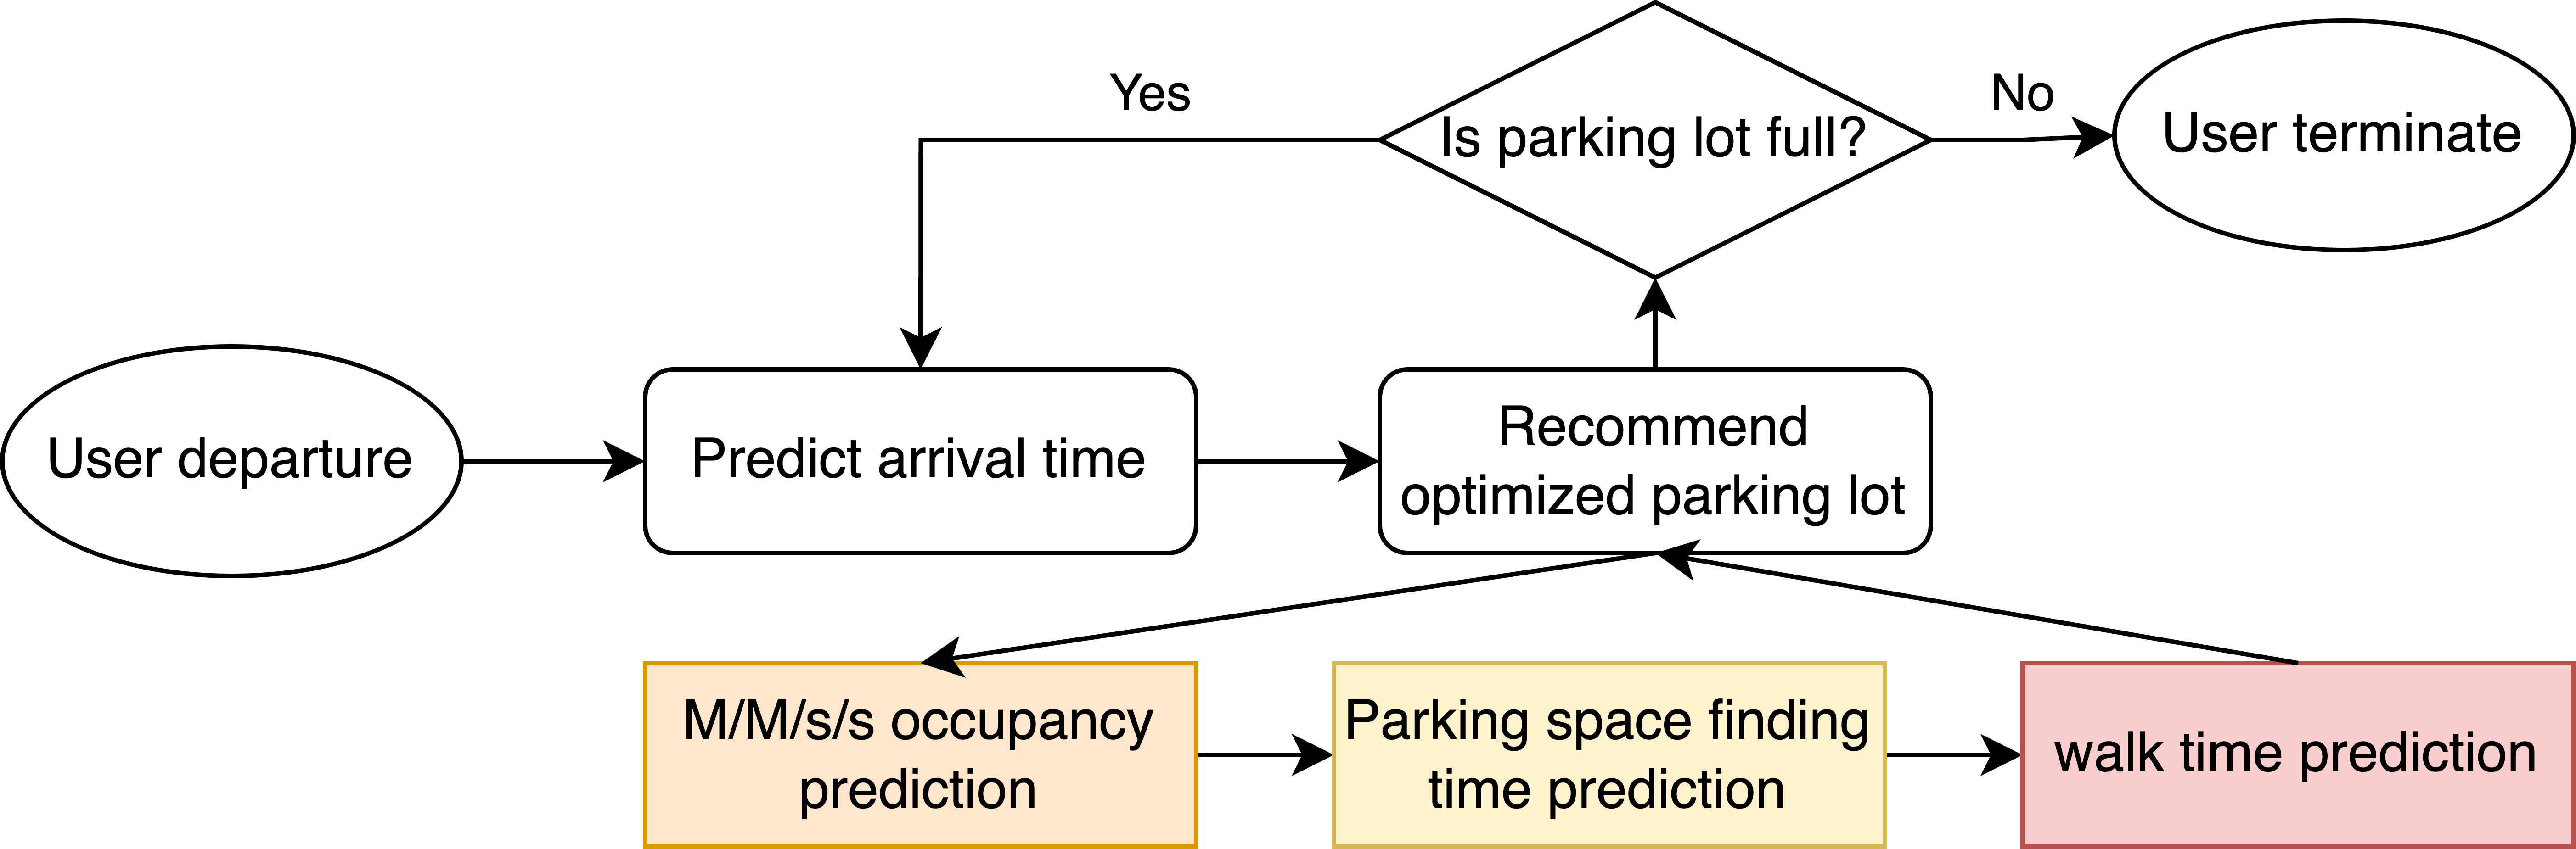 Yes
Is parking lot full?
No
User terminate
User departure
Predict arrival time
Recommend
optimized parking lot
M/M/s/s occupancy
prediction
Parking space finding
time prediction
walk time prediction